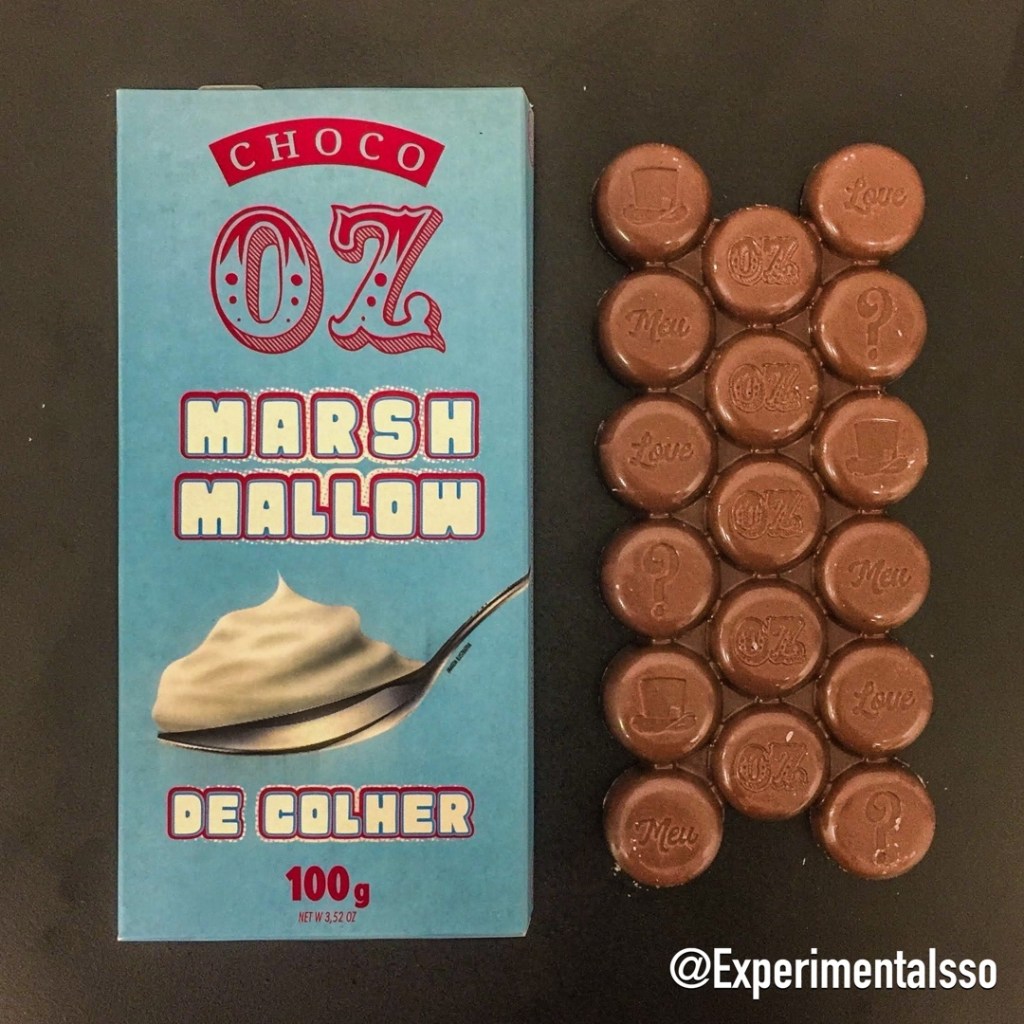 CHOCO
OZ
MARSH
MALLOW
DE COLHER
100g
NET W 3,52 OZ
Love
OZ
Meu
?
OZ
Love
OZ
?
Meu
OZ
Love
OZ
Meu
?
@Experimentalsso